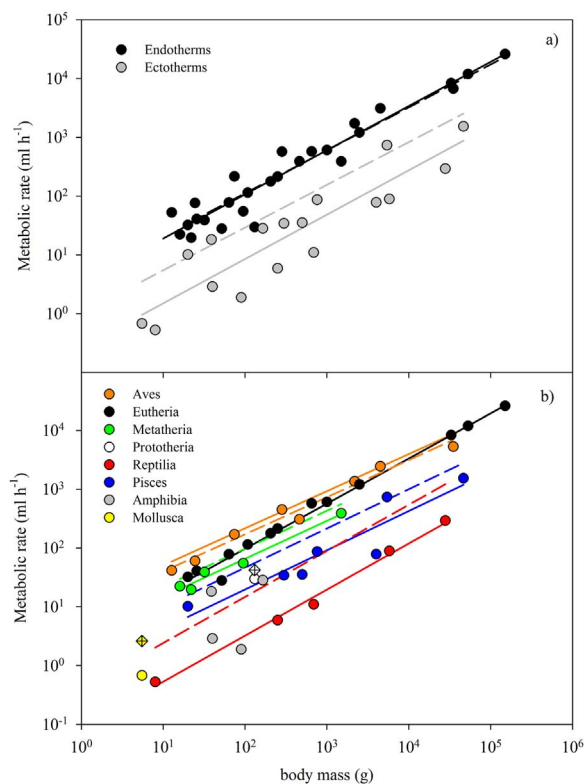 10^5
a)
Endotherms
Ectotherms
10^4
10^3
10^2
10^1
10^0
Metabolic rate (ml h^-1)
b)
Aves
Eutheria
Metatheria
Prototheria
Reptilia
Pisces
Amphibia
Mollusca
10^4
10^3
10^2
10^1
10^0
10^-1
Metabolic rate (ml h^-1)
10^0 10^1 10^2 10^3 10^4 10^5 10^6
body mass (g)